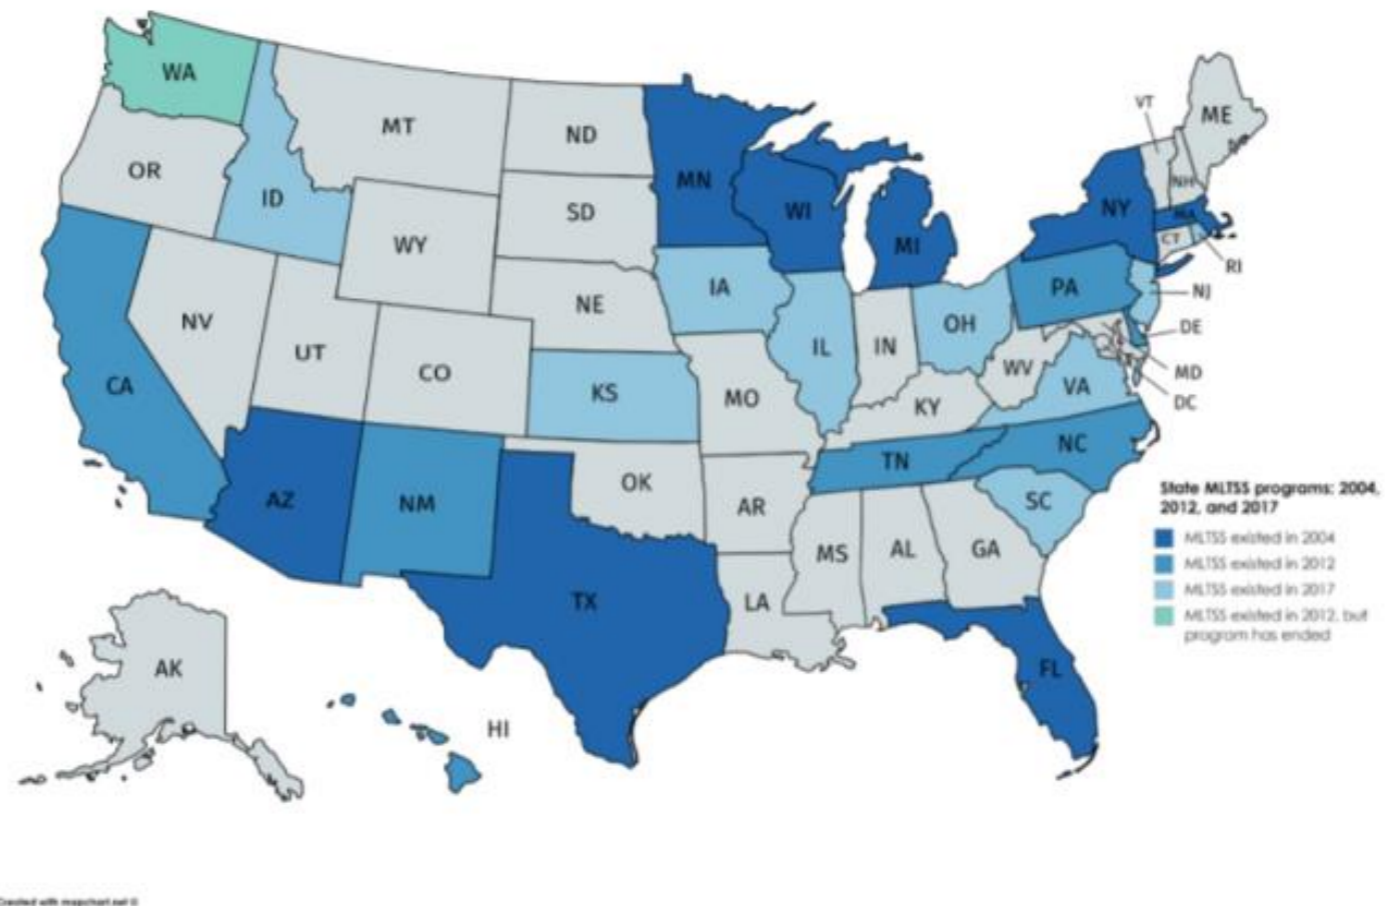 WA
MT
ND
MN
VT
ME
OR
ID
SD
WI
NH
NY
MA
WY
MI
CT
RI
IA
PA
NJ
NE
NV
OH
DE
UT
IL
IN
CO
WV
MD
CA
KS
MO
VA
DC
KY
NC
TN
AZ
NM
OK
AR
SC
State MLTSS programs: 2004,
2012, and 2017
MLTSS existed in 2004
MLTSS existed in 2012
MLTSS existed in 2017
MLTSS existed in 2012, but
program has ended
MS
AL
GA
TX
LA
AK
FL
HI
Created with mapchart.net ©